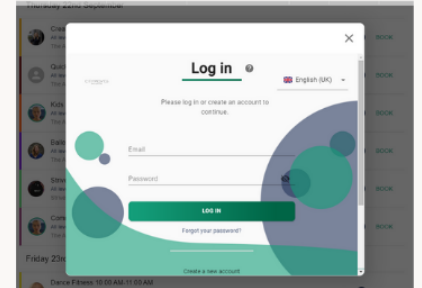 Thursday 22nd September
BOOK
Log in
English (UK)
Please log in or create an account to
continue.
BOOK
Kids
BOOK
Email
BOOK
Password
BOOK
LOG IN
Forgot your password?
BOOK
Friday 23rd
Create a new account
Dance Fitness 10:00 AM-11:00 AM